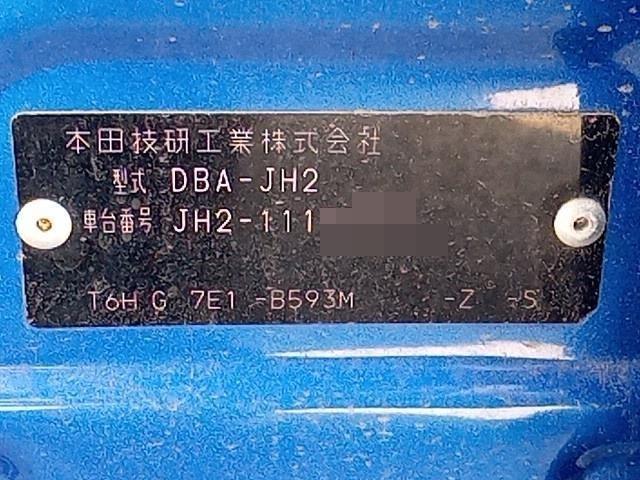 本田技研工業株式会社
型式 DBA-JH2
車台番号 JH2-111
T6H G 7E1 -B593M -Z -S